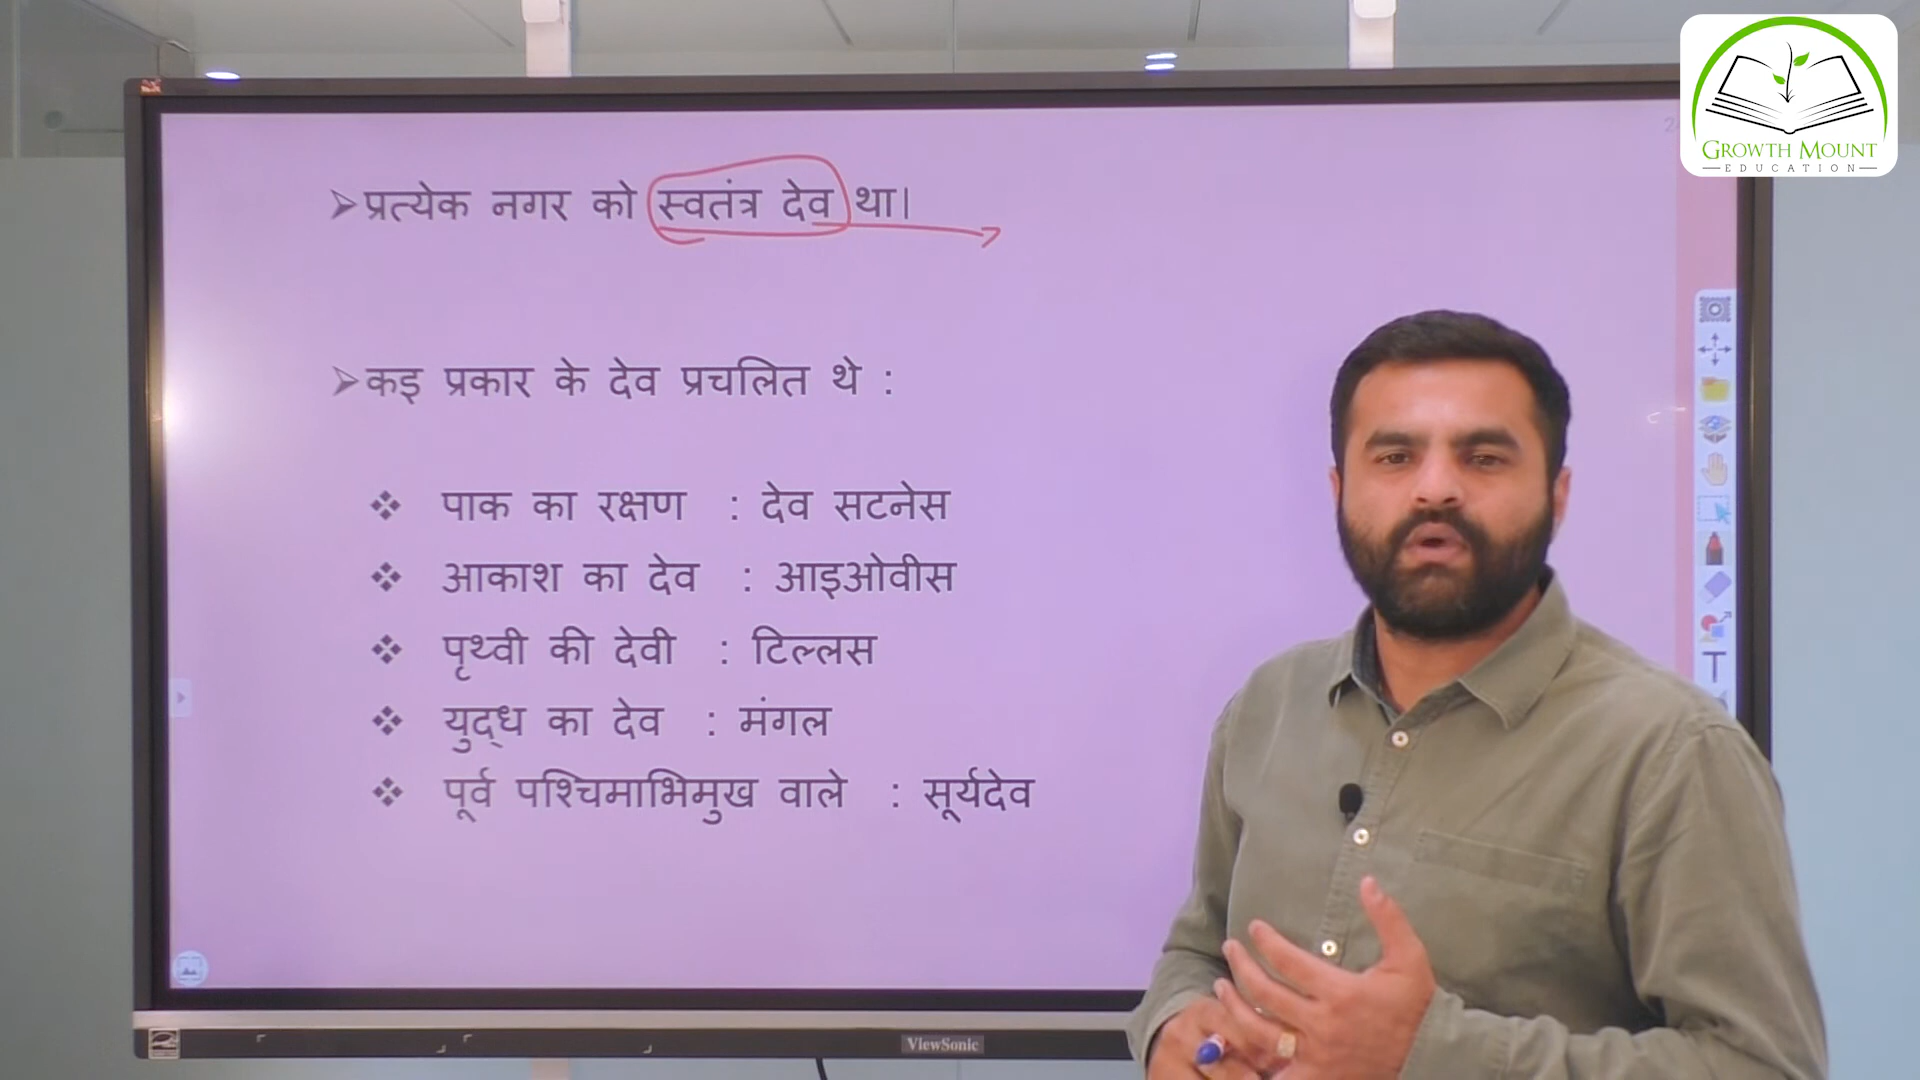 GROWTH MOUNT
EDUCATION
प्रत्येक नगर को स्वतंत्र देव था।
कइ प्रकार के देव प्रचलित थे :
पाक का रक्षण : देव सटनेस
आकाश का देव : आइओवीस
पृथ्वी की देवी : टिल्लस
युद्ध का देव : मंगल
पूर्व पश्चिमाभिमुख वाले : सूर्यदेव
ViewSonic